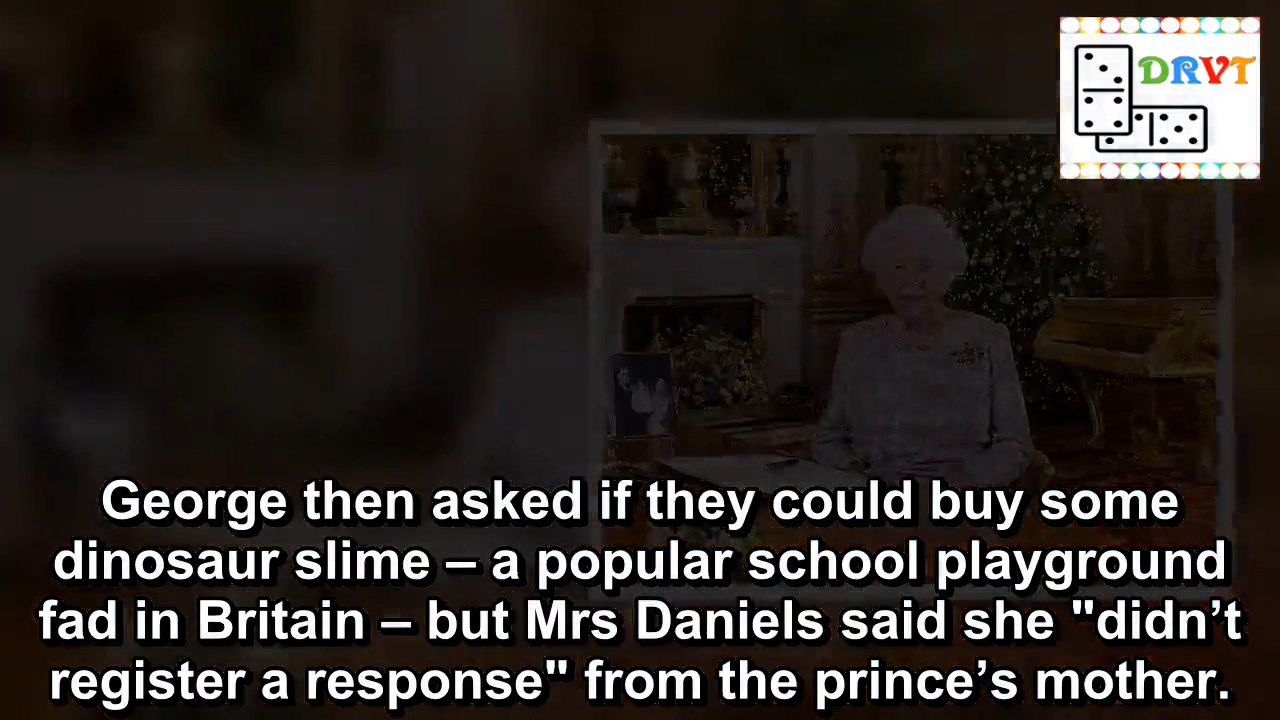 DRVT
George then asked if they could buy some
dinosaur slime – a popular school playground
fad in Britain – but Mrs Daniels said she "didn’t
register a response" from the prince’s mother.